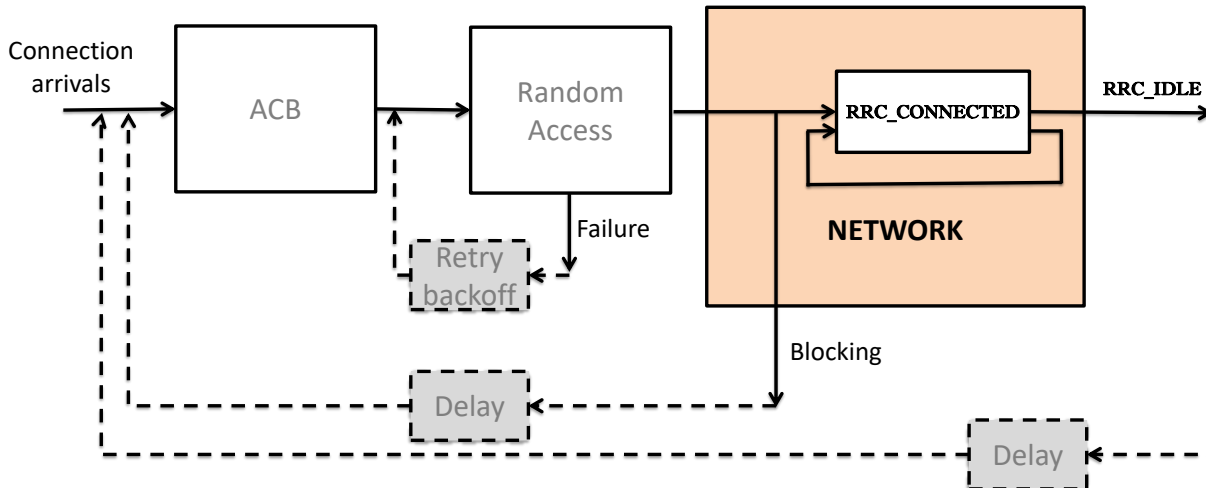 Connection
arrivals
ACB
Random
Access
RRC_CONNECTED
RRC_IDLE
NETWORK
Failure
Retry
backoff
Blocking
Delay
Delay